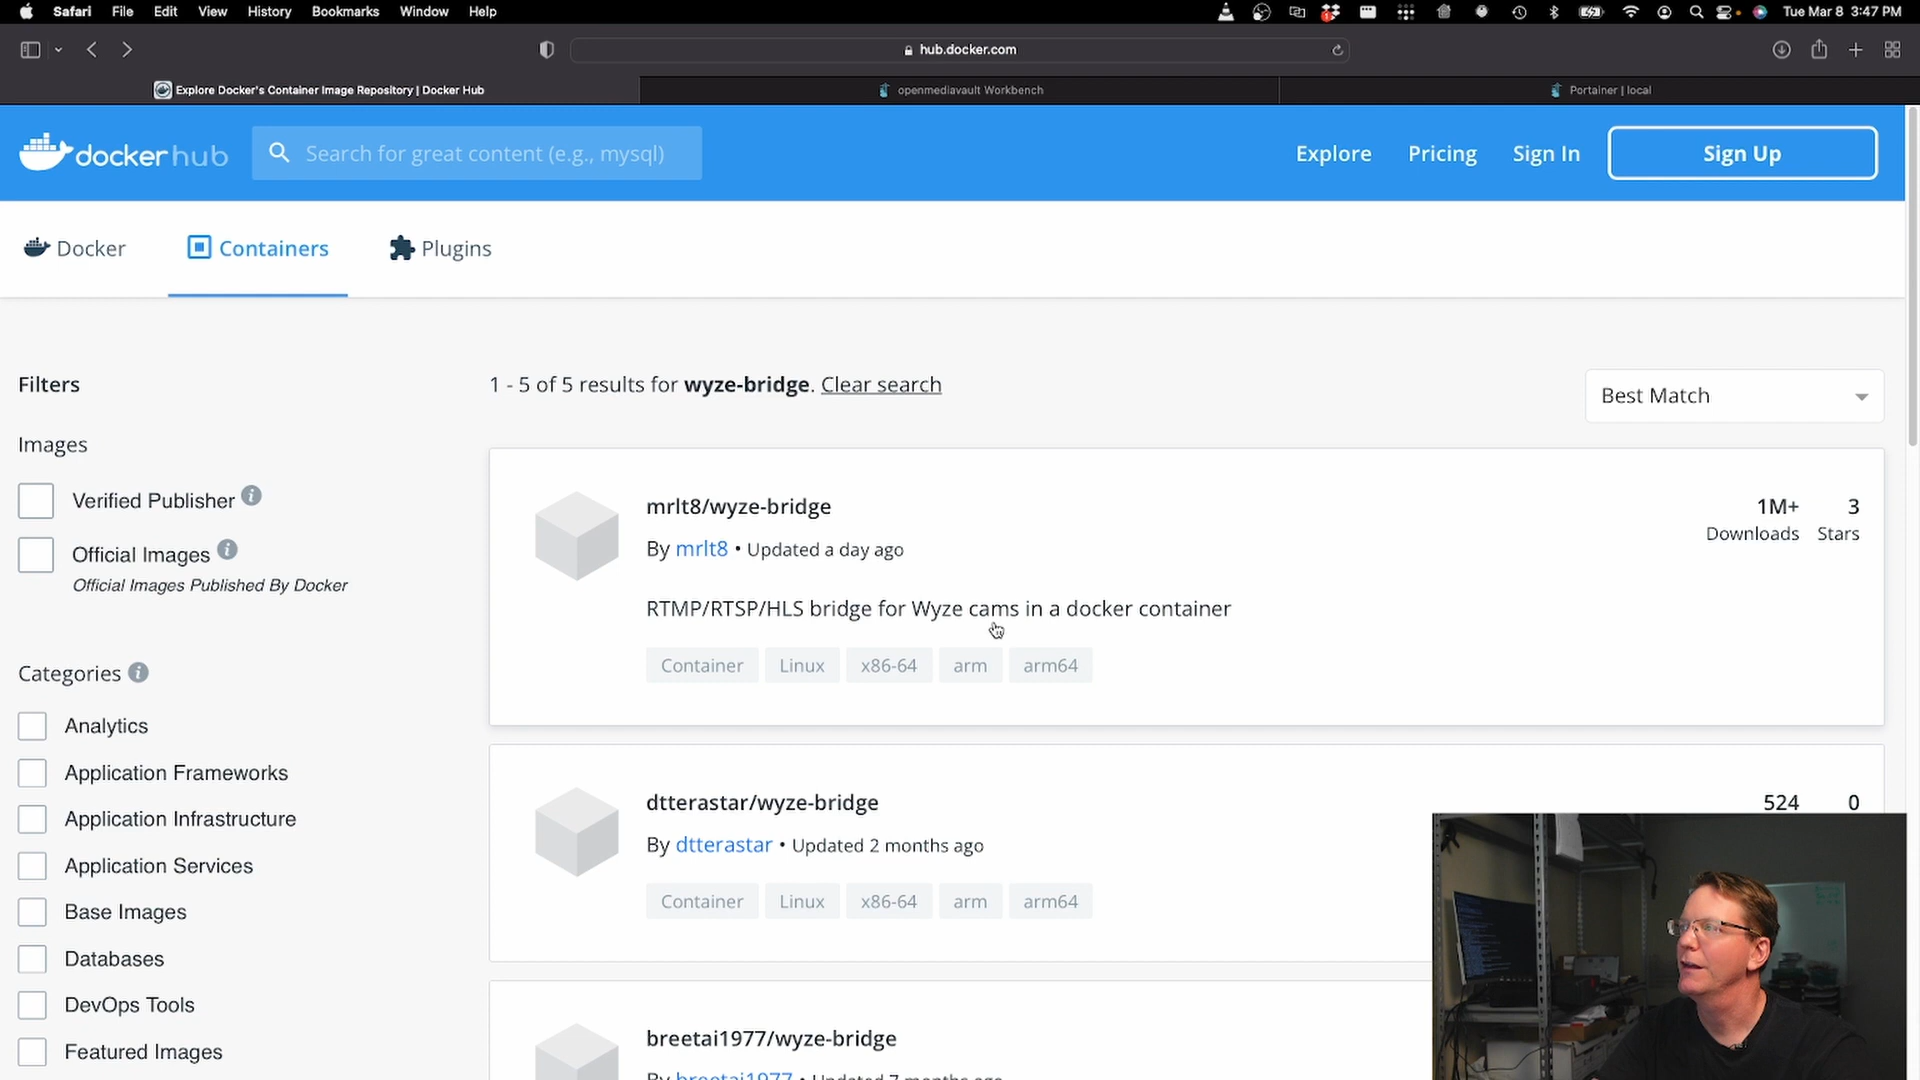 Safari File Edit View History Bookmarks Window Help Tue Mar 8 3:47 PM
hub.docker.com
Explore Docker's Container Image Repository | Docker Hub
openmediavault Workbench
Portainer | local
docker hub
Search for great content (e.g., mysql)
Explore Pricing Sign In Sign Up
Docker Containers Plugins
Filters
Images
Verified Publisher
Official Images
Official Images Published By Docker
Categories
Analytics
Application Frameworks
Application Infrastructure
Application Services
Base Images
Databases
DevOps Tools
Featured Images
1 - 5 of 5 results for wyze-bridge. Clear search
Best Match
mrlt8/wyze-bridge
By mrlt8 • Updated a day ago
1M+ 3
Downloads Stars
RTMP/RTSP/HLS bridge for Wyze cams in a docker container
Container Linux x86-64 arm arm64
dtterastar/wyze-bridge
524 0
By dtterastar • Updated 2 months ago
Container Linux x86-64 arm arm64
breetai1977/wyze-bridge
By breetai1977 • Updated 7 months ago